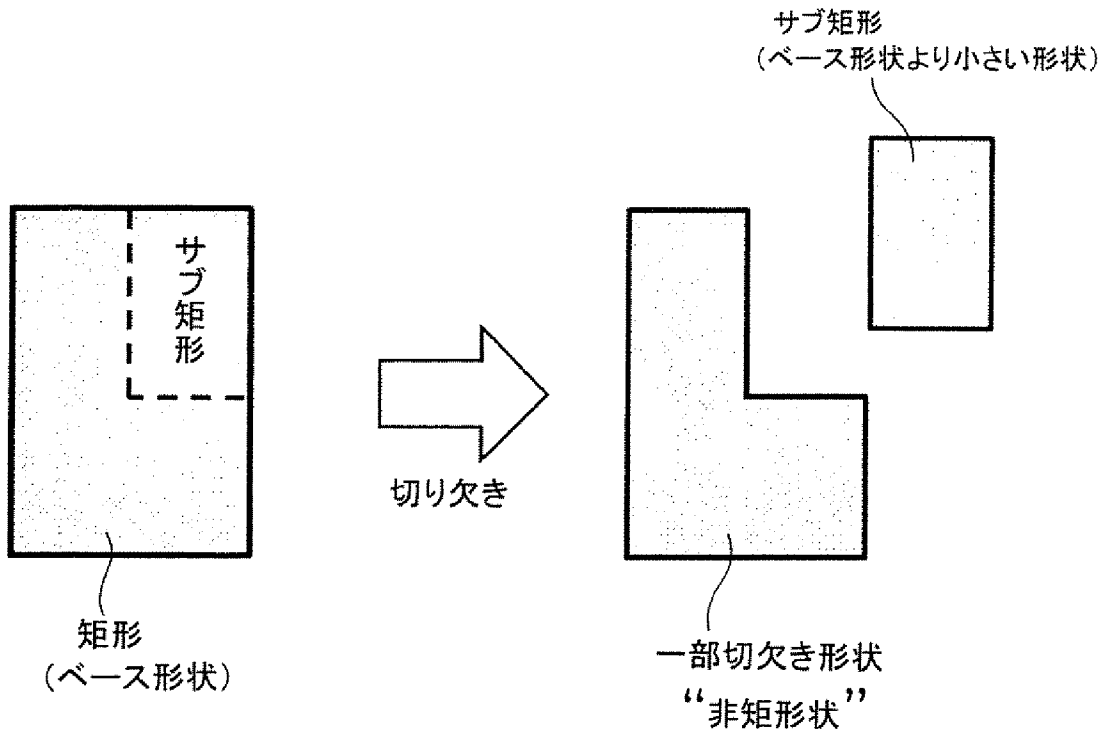 サブ矩形
(ベース形状より小さい形状)
サブ矩形
切り欠き
矩形
(ベース形状)
一部切欠き形状
“非矩形状”